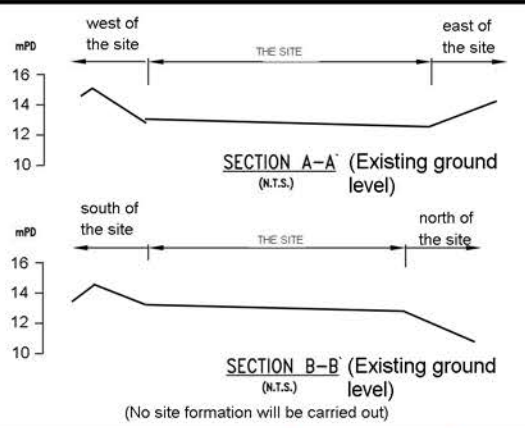 west of
the site
east of
the site
mPD
THE SITE
16
14
12
10
SECTION A-A` (Existing ground
(N.T.S.) level)
south of
the site
north of
the site
mPD
THE SITE
16
14
12
10
SECTION B-B` (Existing ground
(N.T.S.) level)
(No site formation will be carried out)